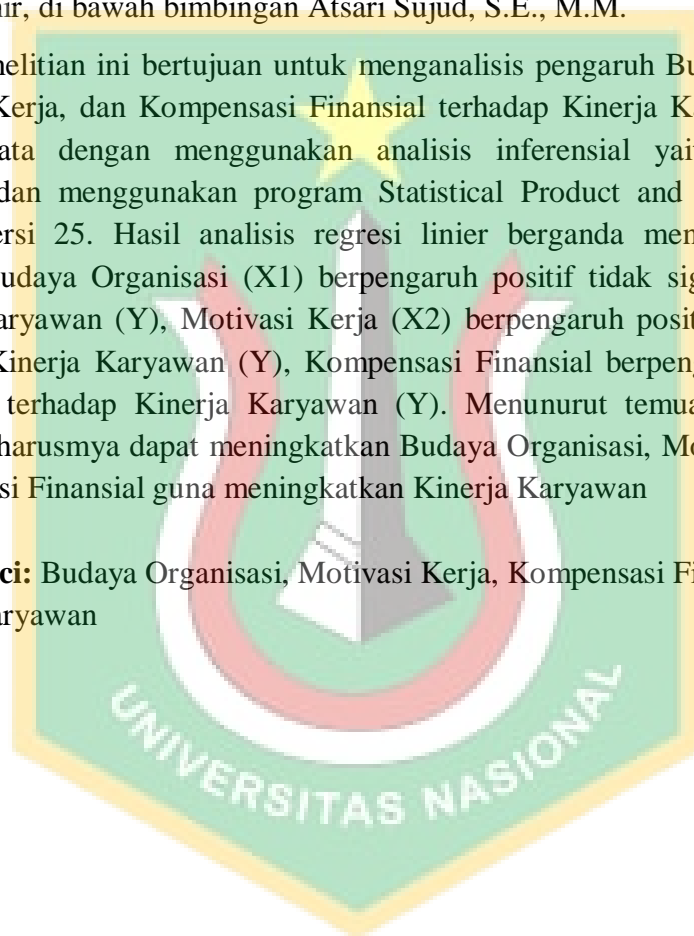 ir, di bawah bimbingan Atsari Sujud, S.E., M.M.
nelitian ini bertujuan untuk menganalisis pengaruh Bu
Kerja, dan Kompensasi Finansial terhadap Kinerja K
ata dengan menggunakan analisis inferensial yai
dan menggunakan program Statistical Product and
ersi 25. Hasil analisis regresi linier berganda men
udaya Organisasi (X1) berpengaruh positif tidak sig
aryawan (Y), Motivasi Kerja (X2) berpengaruh posit
Kinerja Karyawan (Y), Kompensasi Finansial berpeng
terhadap Kinerja Karyawan (Y). Menunurut temua
harusmya dapat meningkatkan Budaya Organisasi, Mo
si Finansial guna meningkatkan Kinerja Karyawan
ci: Budaya Organisasi, Motivasi Kerja, Kompensasi Fi
aryawan
UNIVERSITAS NASIONAL